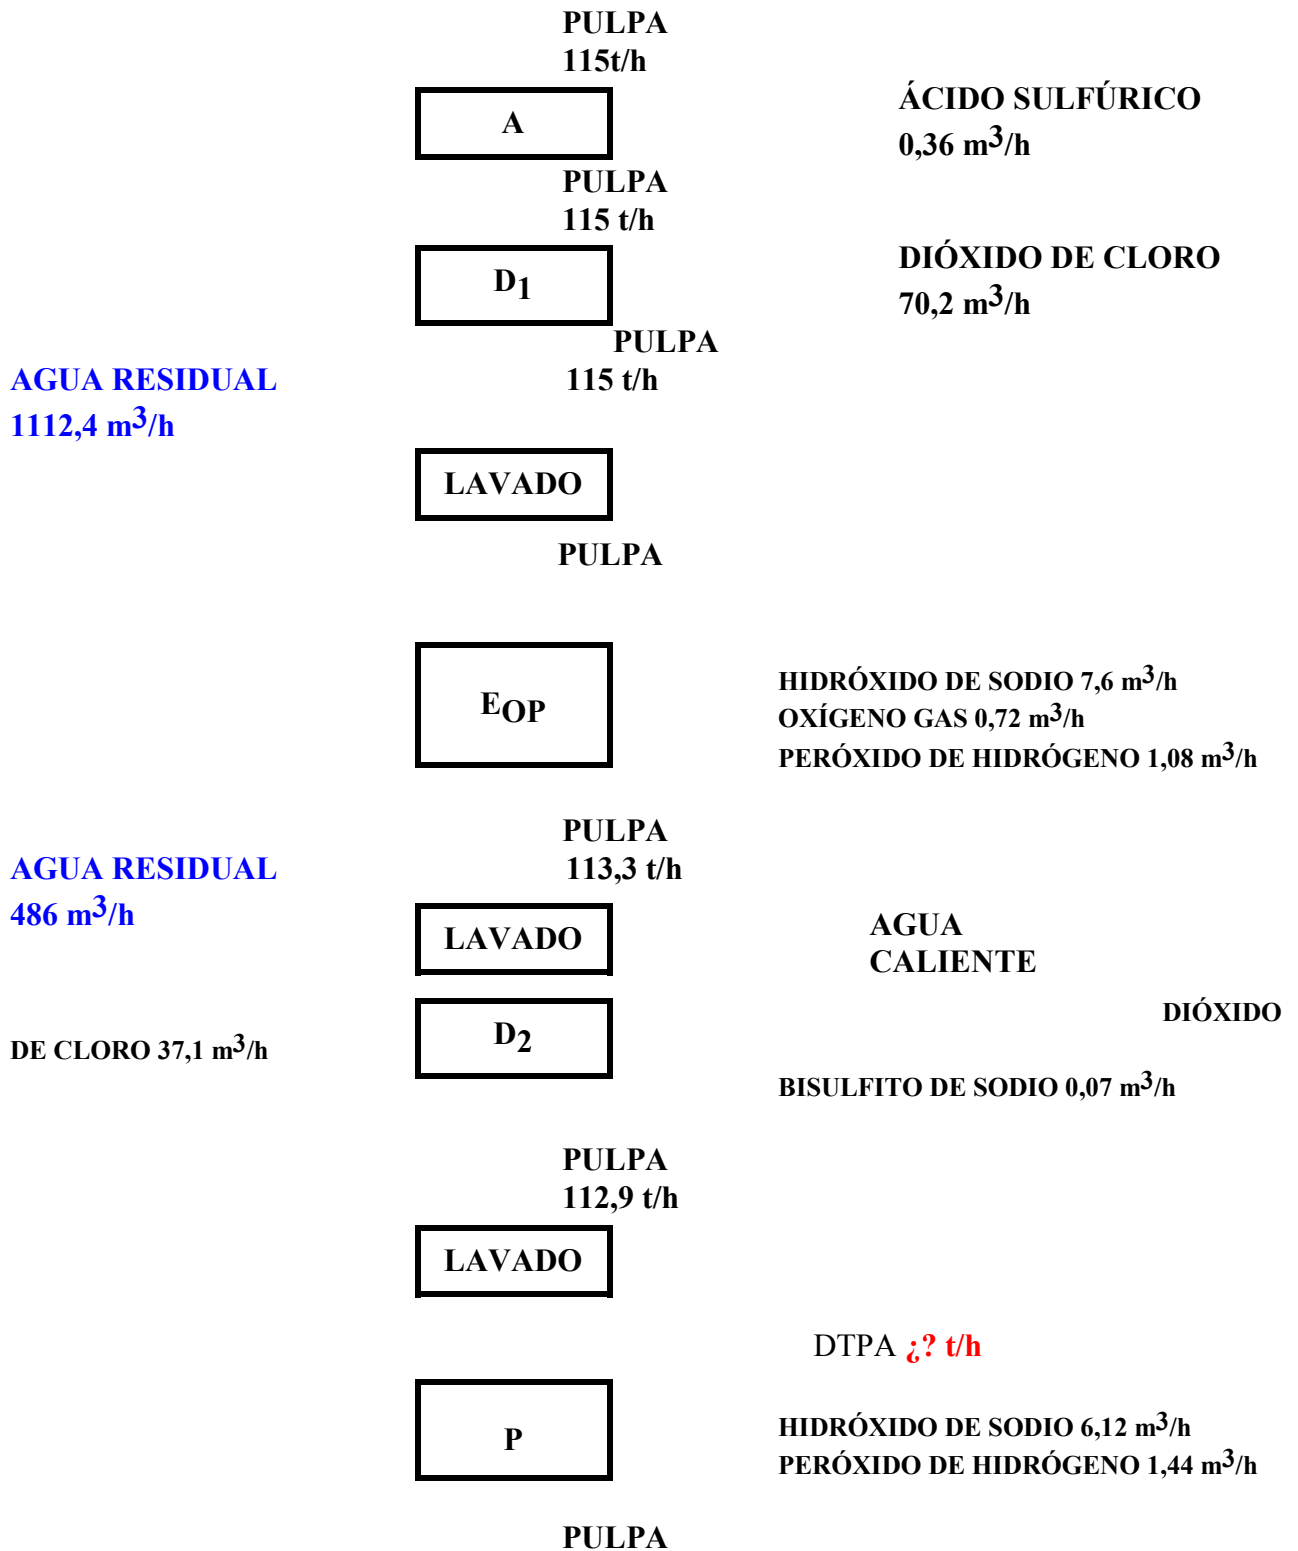 PULPA
115t/h
A
ÁCIDO SULFÚRICO
0,36 m3/h
PULPA
115 t/h
D1
DIÓXIDO DE CLORO
70,2 m3/h
PULPA
AGUA RESIDUAL 115 t/h
1112,4 m3/h
LAVADO
PULPA
EOP
HIDRÓXIDO DE SODIO 7,6 m3/h
OXÍGENO GAS 0,72 m3/h
PERÓXIDO DE HIDRÓGENO 1,08 m3/h
PULPA
AGUA RESIDUAL 113,3 t/h
486 m3/h
LAVADO
AGUA
CALIENTE
DIÓXIDO
DE CLORO 37,1 m3/h
D2
BISULFITO DE SODIO 0,07 m3/h
PULPA
112,9 t/h
LAVADO
DTPA ¿? t/h
P
HIDRÓXIDO DE SODIO 6,12 m3/h
PERÓXIDO DE HIDRÓGENO 1,44 m3/h
PULPA